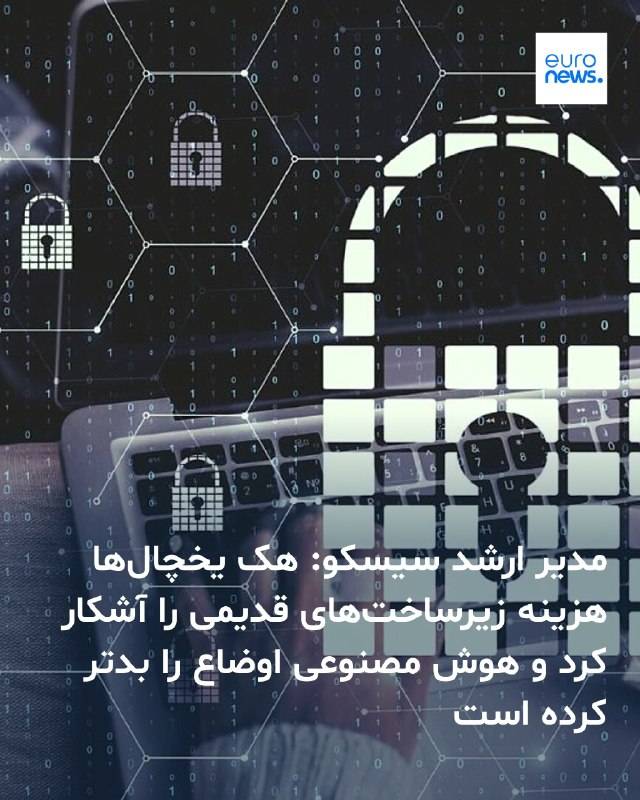 euro
news.
مدیر ارشد سیسکو: هک یخچال‌ها
هزینه زیرساخت‌های قدیمی را آشکار
کرد و هوش مصنوعی اوضاع را بدتر
کرده است